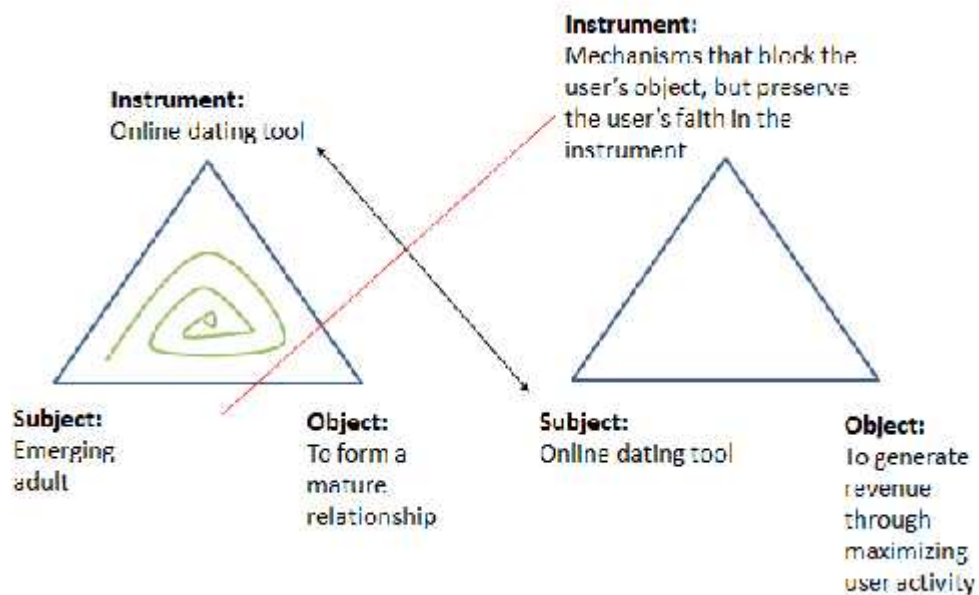 Instrument:
Online dating tool
Instrument:
Mechanisms that block the
user's object, but preserve
the user's faith in the
instrument
Subject:
Emerging
adult
Object:
To form a
mature
relationship
Subject:
Online dating tool
Object:
To generate
revenue
through
maximizing
user activity